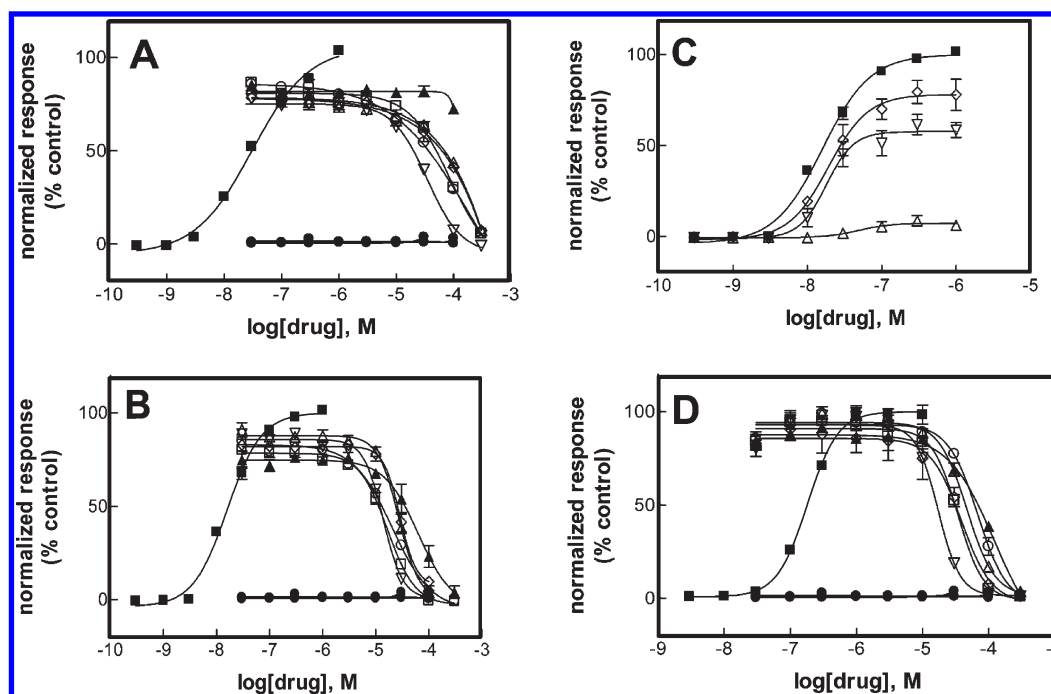 A
normalized response
(% control)
100
50
0
-10 -9 -8 -7 -6 -5 -4 -3
log[drug], M
C
normalized response
(% control)
100
50
0
-10 -9 -8 -7 -6 -5
log[drug], M
B
normalized response
(% control)
100
50
0
-10 -9 -8 -7 -6 -5 -4 -3
log[drug], M
D
normalized response
(% control)
100
50
0
-9 -8 -7 -6 -5 -4
log[drug], M